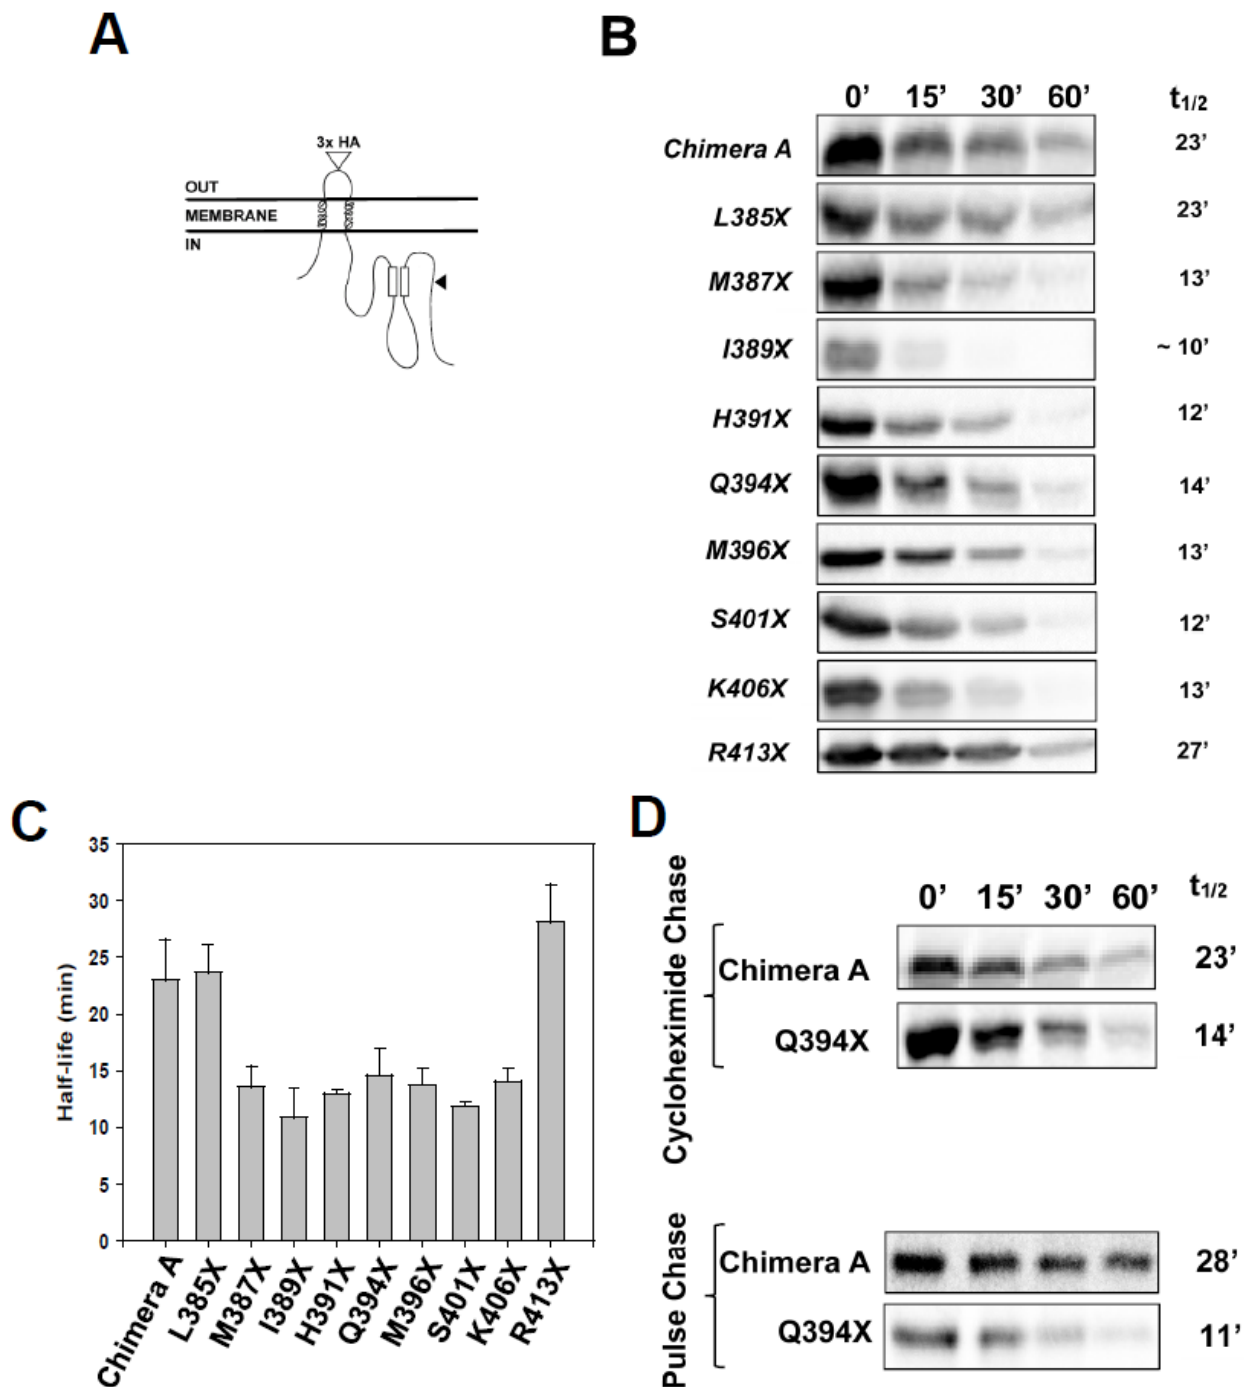 A
3x HA
OUT
MEMBRANE
IN
B
0' 15' 30' 60' t1/2
Chimera A 23'
L385X 23'
M387X 13'
I389X ~ 10'
H391X 12'
Q394X 14'
M396X 13'
S401X 12'
K406X 13'
R413X 27'
C
Half-life (min)
35
30
25
20
15
10
5
0
Chimera A
L385X
M387X
I389X
H391X
Q394X
M396X
S401X
K406X
R413X
D
Cycloheximide Chase
0' 15' 30' 60' t1/2
Chimera A 23'
Q394X 14'
Pulse Chase
Chimera A 28'
Q394X 11'